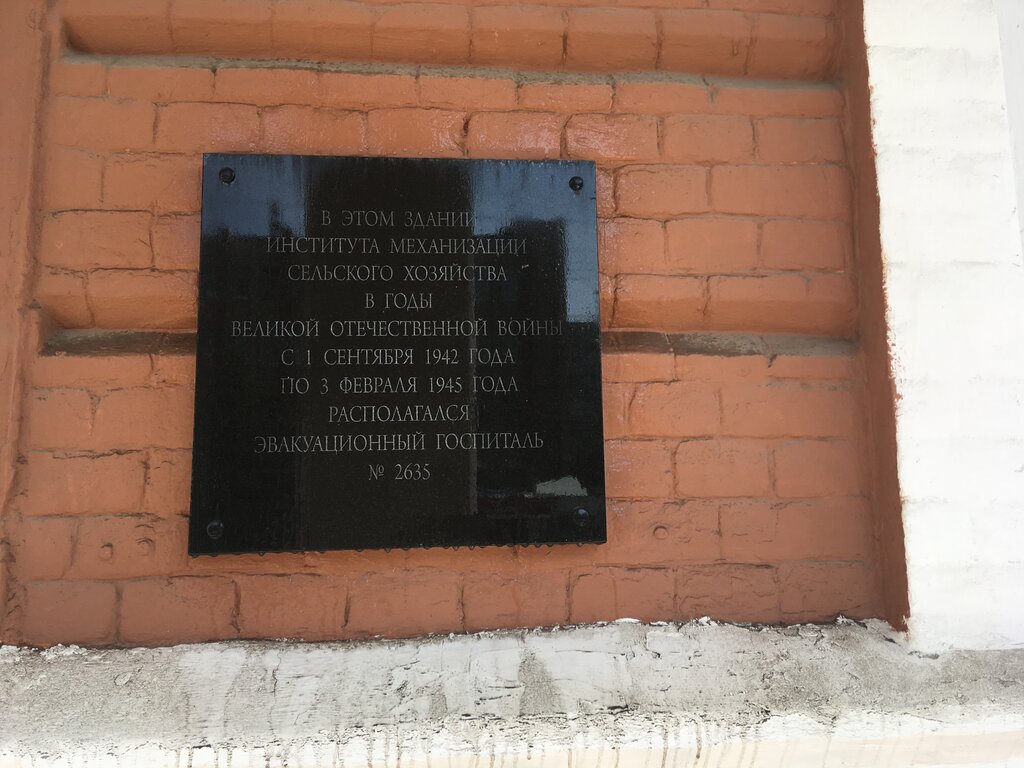 В ЭТОМ ЗДАНИИ
ИНСТИТУТА МЕХАНИЗАЦИИ
СЕЛЬСКОГО ХОЗЯЙСТВА
В ГОДЫ
ВЕЛИКОЙ ОТЕЧЕСТВЕННОЙ ВОЙНЫ
С 1 СЕНТЯБРЯ 1942 ГОДА
ПО 3 ФЕВРАЛЯ 1945 ГОДА
РАСПОЛАГАЛСЯ
ЭВАКУАЦИОННЫЙ ГОСПИТАЛЬ
№ 2635